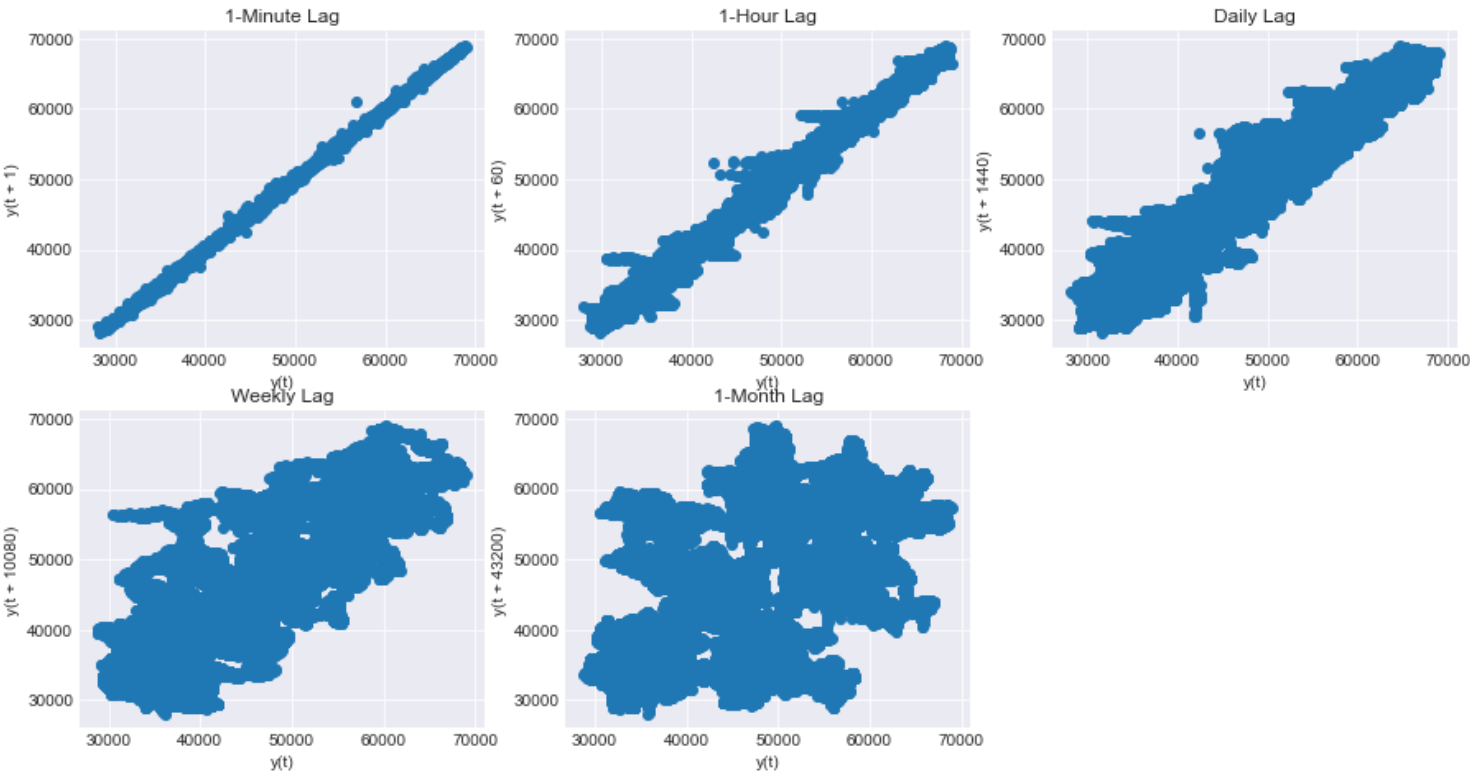 1-Minute Lag
y(t + 1)
70000
60000
50000
40000
30000
30000 40000 50000 60000 70000
y(t)
1-Hour Lag
y(t + 60)
70000
60000
50000
40000
30000
30000 40000 50000 60000 70000
y(t)
Daily Lag
y(t + 1440)
70000
60000
50000
40000
30000
30000 40000 50000 60000 70000
y(t)
Weekly Lag
y(t + 10080)
70000
60000
50000
40000
30000
30000 40000 50000 60000 70000
y(t)
1-Month Lag
y(t + 43200)
70000
60000
50000
40000
30000
30000 40000 50000 60000 70000
y(t)